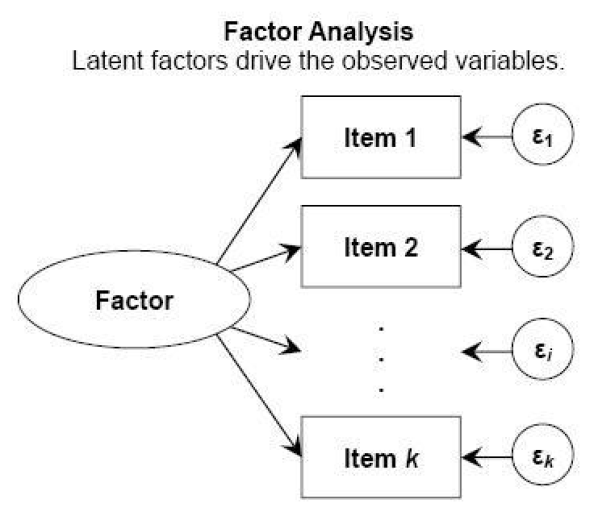 Factor Analysis
Latent factors drive the observed variables.
Item 1
ε1
Item 2
ε2
Factor
.
.
.
εi
Item k
εk